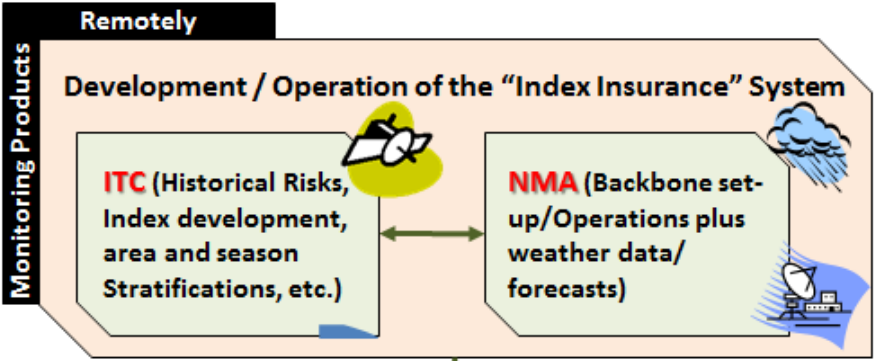 Remotely
Monitoring Products
Development / Operation of the “Index Insurance” System
ITC (Historical Risks,
Index development,
area and season
Stratifications, etc.)
NMA (Backbone set-
up/Operations plus
weather data/
forecasts)